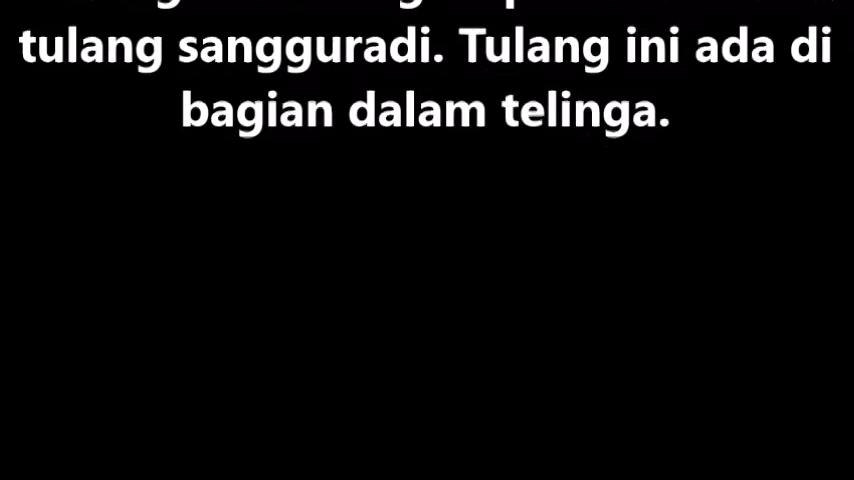 tulang sangguradi. Tulang ini ada di
bagian dalam telinga.